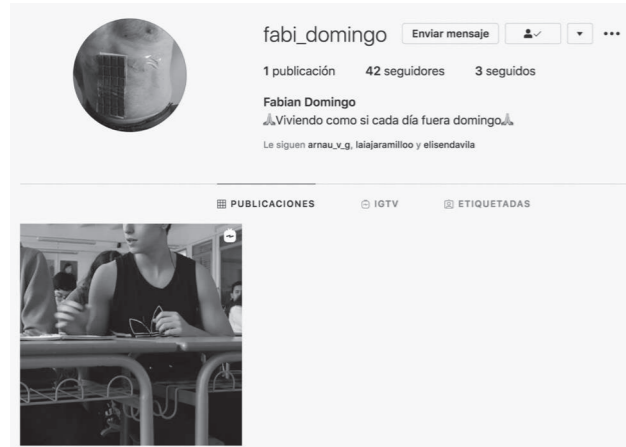 fabi_domingo Enviar mensaje
1 publicación 42 seguidores 3 seguidos
Fabian Domingo
🙏Viviendo como si cada día fuera domingo🙏
Le siguen arnau_v_g, laiajaramilloo y elisendavila
PUBLICACIONES IGTV ETIQUETADAS